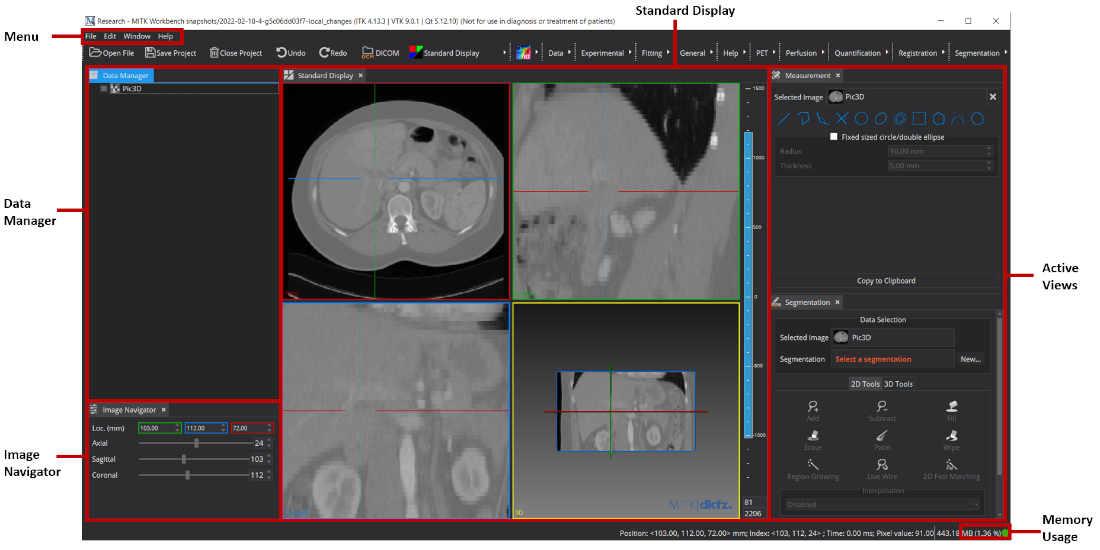 Standard Display
Research - MITK Workbench snapshots/2022-02-18-4-g5c06dd03f7-local_changes (ITK 4.13.3 | VTK 9.0.1 | Qt 5.12.10) (Not for use in diagnosis or treatment of patients)
Menu
File Edit Window Help
Open File Save Project Close Project Undo Redo DICOM Standard Display Data Experimental Fitting General Help PET Perfusion Quantification Registration Segmentation
Data Manager
Pic3D
Standard Display
1500
1000
500
0
-500
-1000
81
2206
3D
MITK dkfz.
Measurement
Selected Image Pic3D
Fixed sized circle/double ellipse
Radius 10,00 mm
Thickness 5,00 mm
Copy to Clipboard
Data
Manager
Active
Views
Segmentation
Data Selection
Selected Image Pic3D
Segmentation Select a segmentation New...
2D Tools 3D Tools
Add Subtract Fill
Erase Paint Wipe
Region Growing Live Wire 2D Fast Marching
Interpolation
Disabled
Image Navigator
Loc. (mm) 103.00 112.00 72.00
Axial 24
Sagittal 103
Coronal 112
Image
Navigator
Position: <103.00, 112.00, 72.00> mm; Index: <103, 112, 24> ; Time: 0.00 ms; Pixel value: 91.00 443.18 MB (1.36 %)
Memory
Usage